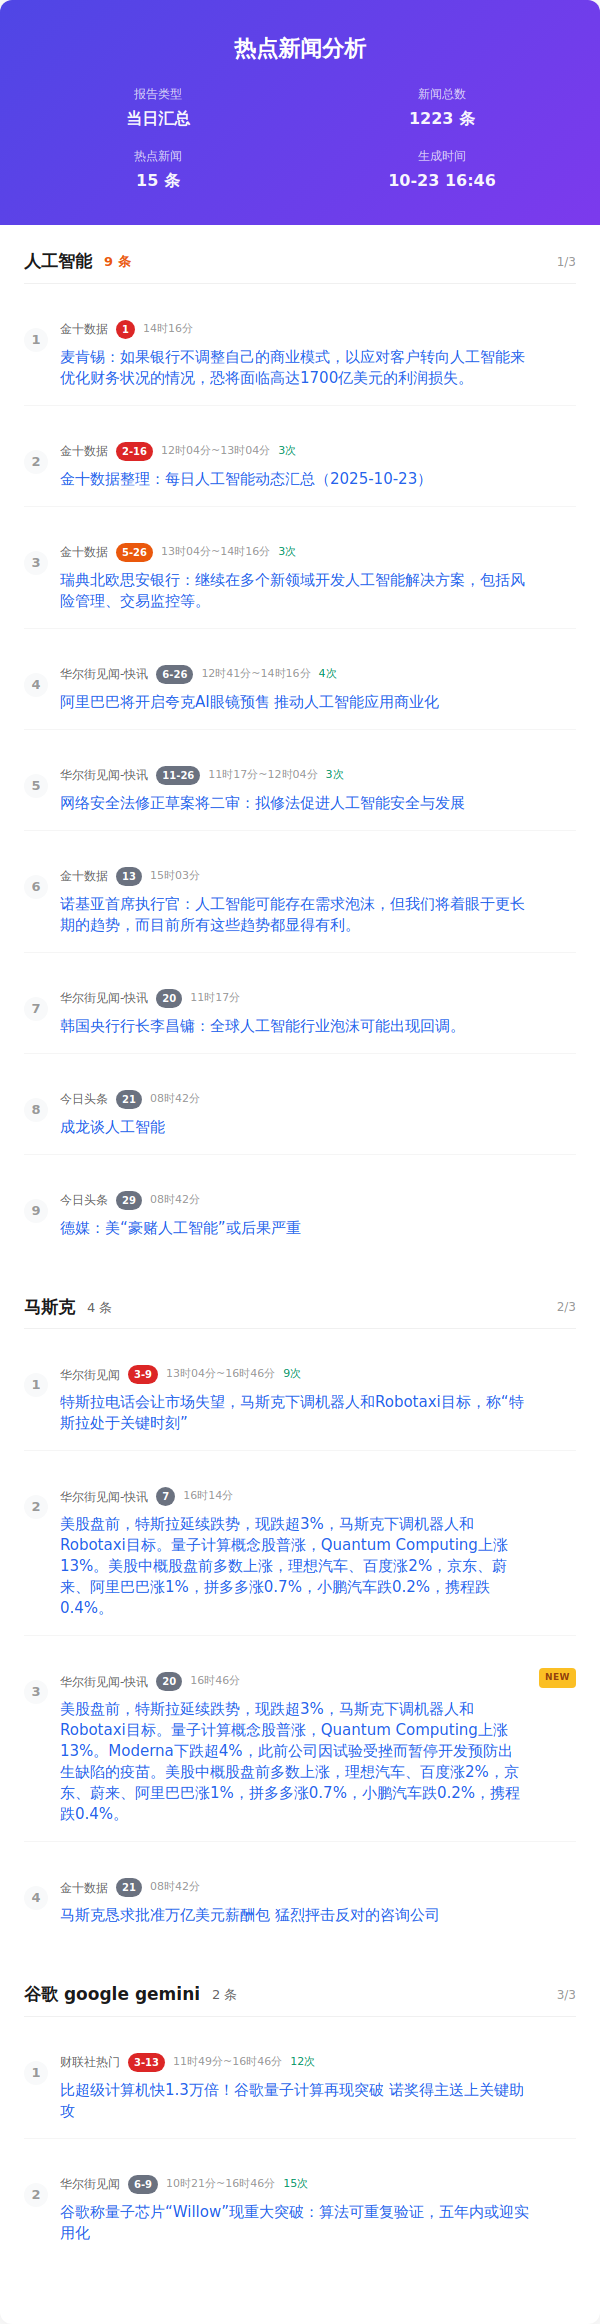 热点新闻分析
报告类型
新闻总数
当日汇总
1223 条
热点新闻
生成时间
15 条
10-23 16:46
人工智能 9 条 1/3
1
金十数据 1 14时16分
麦肯锡：如果银行不调整自己的商业模式，以应对客户转向人工智能来
优化财务状况的情况，恐将面临高达1700亿美元的利润损失。
2
金十数据 2-16 12时04分~13时04分 3次
金十数据整理：每日人工智能动态汇总（2025-10-23）
3
金十数据 5-26 13时04分~14时16分 3次
瑞典北欧思安银行：继续在多个新领域开发人工智能解决方案，包括风
险管理、交易监控等。
4
华尔街见闻-快讯 6-26 12时41分~14时16分 4次
阿里巴巴将开启夸克AI眼镜预售 推动人工智能应用商业化
5
华尔街见闻-快讯 11-26 11时17分~12时04分 3次
网络安全法修正草案将二审：拟修法促进人工智能安全与发展
6
金十数据 13 15时03分
诺基亚首席执行官：人工智能可能存在需求泡沫，但我们将着眼于更长
期的趋势，而目前所有这些趋势都显得有利。
7
华尔街见闻-快讯 20 11时17分
韩国央行行长李昌镛：全球人工智能行业泡沫可能出现回调。
8
今日头条 21 08时42分
成龙谈人工智能
9
今日头条 29 08时42分
德媒：美“豪赌人工智能”或后果严重
马斯克 4 条 2/3
1
华尔街见闻 3-9 13时04分~16时46分 9次
特斯拉电话会让市场失望，马斯克下调机器人和Robotaxi目标，称“特
斯拉处于关键时刻”
2
华尔街见闻-快讯 7 16时14分
美股盘前，特斯拉延续跌势，现跌超3%，马斯克下调机器人和
Robotaxi目标。量子计算概念股普涨，Quantum Computing上涨
13%。美股中概股盘前多数上涨，理想汽车、百度涨2%，京东、蔚
来、阿里巴巴涨1%，拼多多涨0.7%，小鹏汽车跌0.2%，携程跌
0.4%。
3
华尔街见闻-快讯 20 16时46分 NEW
美股盘前，特斯拉延续跌势，现跌超3%，马斯克下调机器人和
Robotaxi目标。量子计算概念股普涨，Quantum Computing上涨
13%。Moderna下跌超4%，此前公司因试验受挫而暂停开发预防出
生缺陷的疫苗。美股中概股盘前多数上涨，理想汽车、百度涨2%，京
东、蔚来、阿里巴巴涨1%，拼多多涨0.7%，小鹏汽车跌0.2%，携程
跌0.4%。
4
金十数据 21 08时42分
马斯克恳求批准万亿美元薪酬包 猛烈抨击反对的咨询公司
谷歌 google gemini 2 条 3/3
1
财联社热门 3-13 11时49分~16时46分 12次
比超级计算机快1.3万倍！谷歌量子计算再现突破 诺奖得主送上关键助
攻
2
华尔街见闻 6-9 10时21分~16时46分 15次
谷歌称量子芯片“Willow”现重大突破：算法可重复验证，五年内或迎实
用化